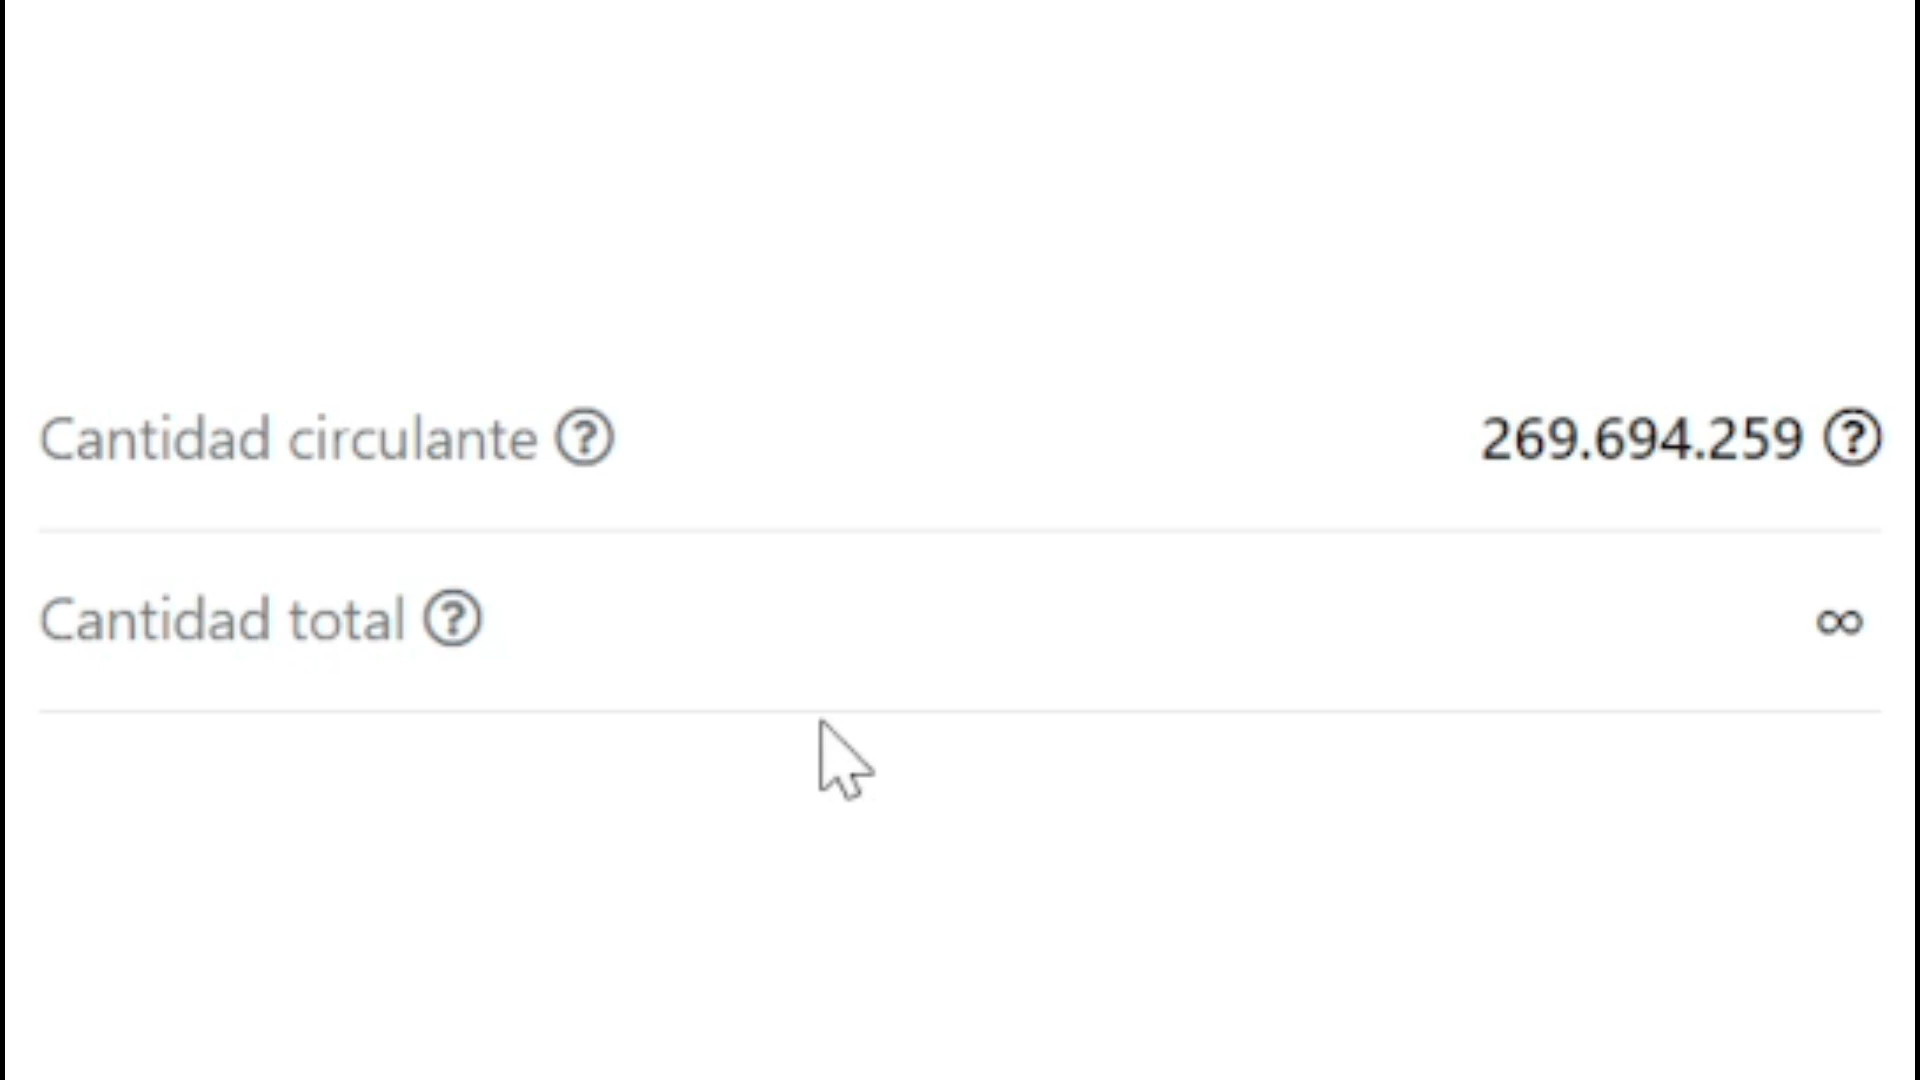 Cantidad circulante ? 269.694.259 ?
Cantidad total ? ∞